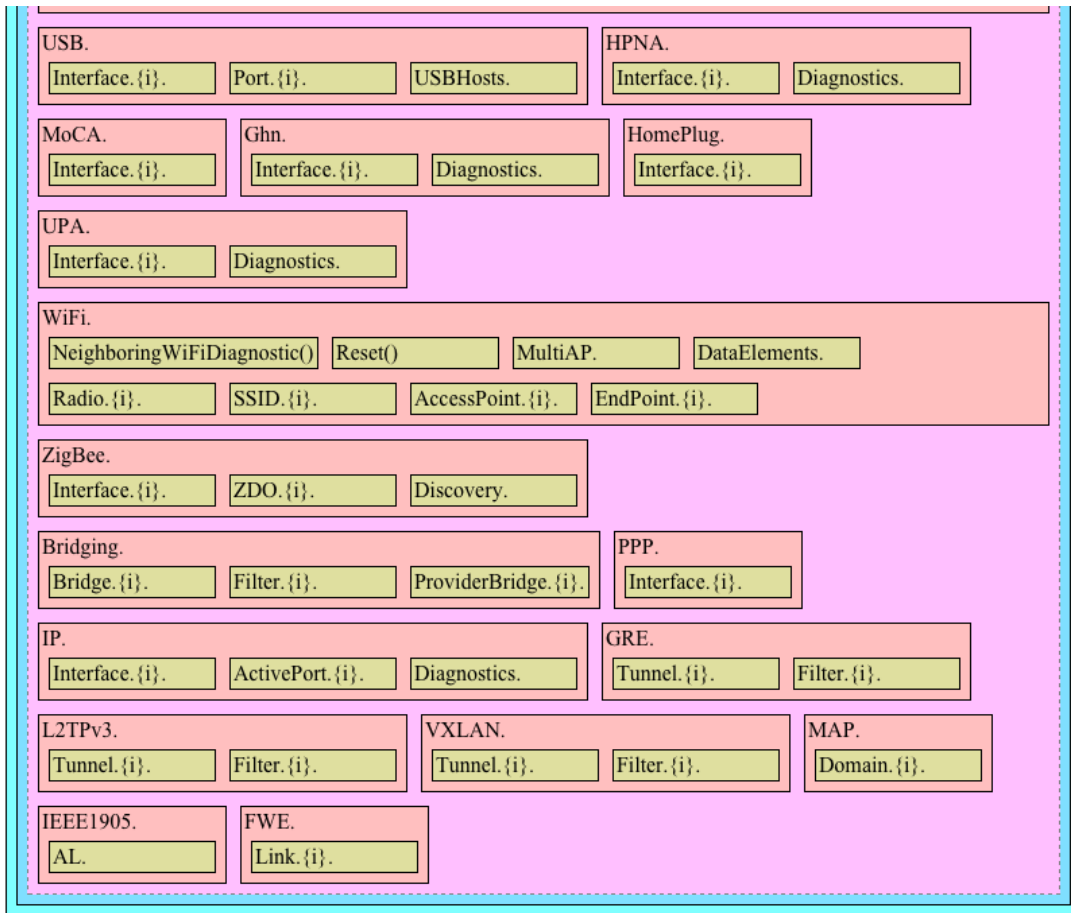 USB.
Interface.{i}. Port.{i}. USBHosts.
HPNA.
Interface.{i}. Diagnostics.
MoCA.
Interface.{i}.
Ghn.
Interface.{i}. Diagnostics.
HomePlug.
Interface.{i}.
UPA.
Interface.{i}. Diagnostics.
WiFi.
NeighboringWiFiDiagnostic() Reset() MultiAP. DataElements.
Radio.{i}. SSID.{i}. AccessPoint.{i}. EndPoint.{i}.
ZigBee.
Interface.{i}. ZDO.{i}. Discovery.
Bridging.
Bridge.{i}. Filter.{i}. ProviderBridge.{i}.
PPP.
Interface.{i}.
IP.
Interface.{i}. ActivePort.{i}. Diagnostics.
GRE.
Tunnel.{i}. Filter.{i}.
L2TPv3.
Tunnel.{i}. Filter.{i}.
VXLAN.
Tunnel.{i}. Filter.{i}.
MAP.
Domain.{i}.
IEEE1905.
AL.
FWE.
Link.{i}.